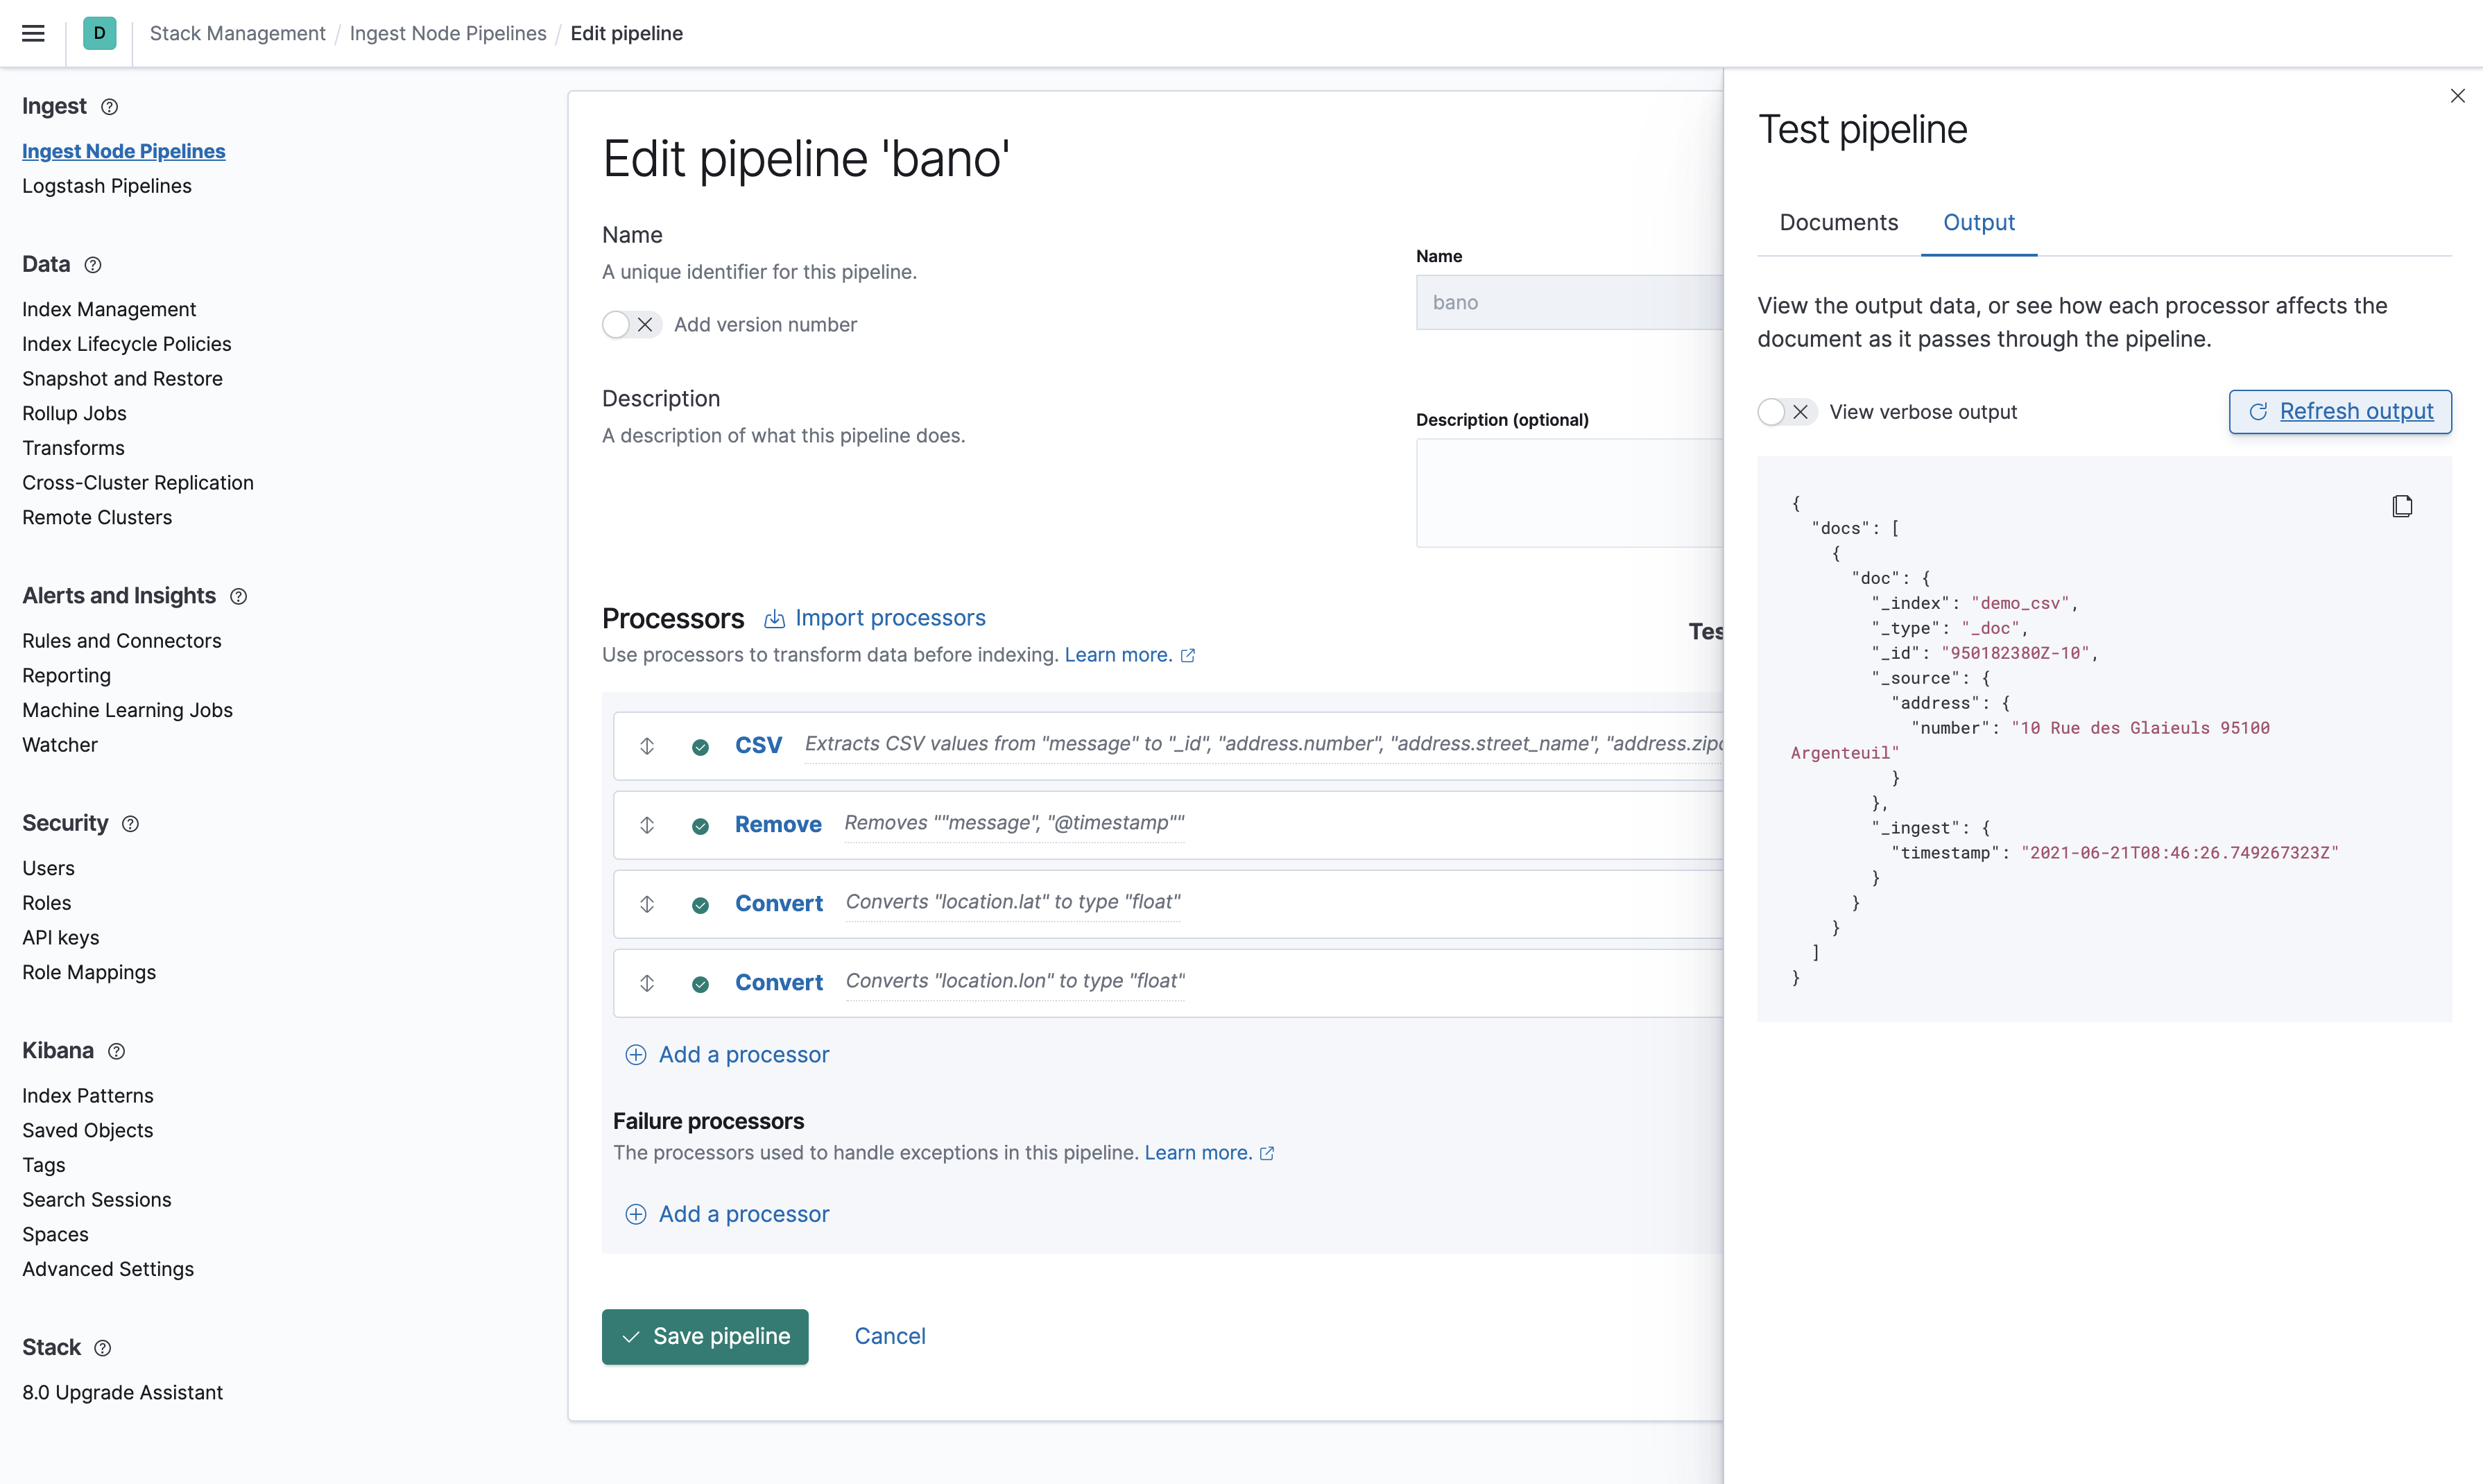 D Stack Management / Ingest Node Pipelines / Edit pipeline
Ingest
Ingest Node Pipelines
Logstash Pipelines
Data
Index Management
Index Lifecycle Policies
Snapshot and Restore
Rollup Jobs
Transforms
Cross-Cluster Replication
Remote Clusters
Alerts and Insights
Rules and Connectors
Reporting
Machine Learning Jobs
Watcher
Security
Users
Roles
API keys
Role Mappings
Kibana
Index Patterns
Saved Objects
Tags
Search Sessions
Spaces
Advanced Settings
Stack
8.0 Upgrade Assistant
Edit pipeline 'bano'
Name
A unique identifier for this pipeline.
Add version number
Name
bano
Description
A description of what this pipeline does.
Description (optional)
Processors Import processors
Use processors to transform data before indexing. Learn more.
Tes
CSV Extracts CSV values from "message" to "_id", "address.number", "address.street_name", "address.zipc
Remove Removes ""message", "@timestamp""
Convert Converts "location.lat" to type "float"
Convert Converts "location.lon" to type "float"
Add a processor
Failure processors
The processors used to handle exceptions in this pipeline. Learn more.
Add a processor
Save pipeline Cancel
Test pipeline
Documents Output
View the output data, or see how each processor affects the
document as it passes through the pipeline.
View verbose output Refresh output
{
"docs": [
{
"doc": {
"_index": "demo_csv",
"_type": "_doc",
"_id": "950182380Z-10",
"_source": {
"address": {
"number": "10 Rue des Glaieuls 95100
Argenteuil"
}
},
"_ingest": {
"timestamp": "2021-06-21T08:46:26.749267323Z"
}
}
}
]
}